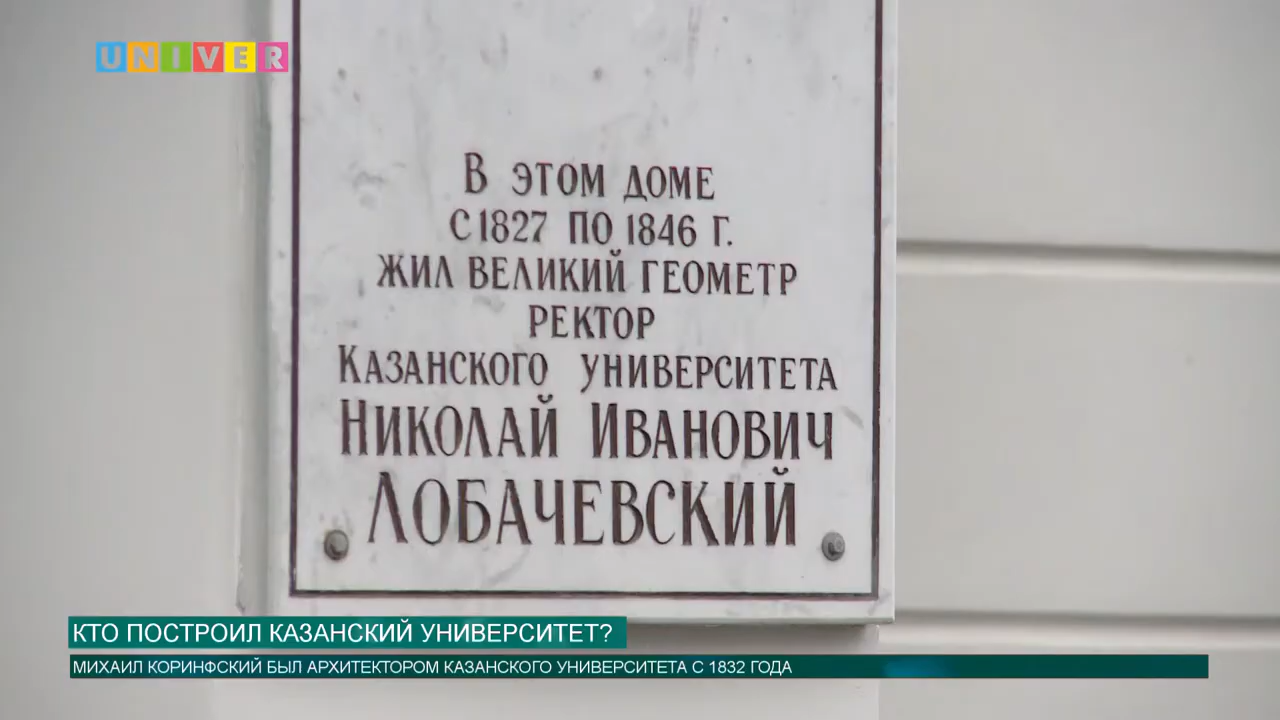 UNIVER
В ЭТОМ ДОМЕ
С 1827 ПО 1846 Г.
ЖИЛ ВЕЛИКИЙ ГЕОМЕТР
РЕКТОР
КАЗАНСКОГО УНИВЕРСИТЕТА
НИКОЛАЙ ИВАНОВИЧ
ЛОБАЧЕВСКИЙ
КТО ПОСТРОИЛ КАЗАНСКИЙ УНИВЕРСИТЕТ?
МИХАИЛ КОРИНФСКИЙ БЫЛ АРХИТЕКТОРОМ КАЗАНСКОГО УНИВЕРСИТЕТА С 1832 ГОДА